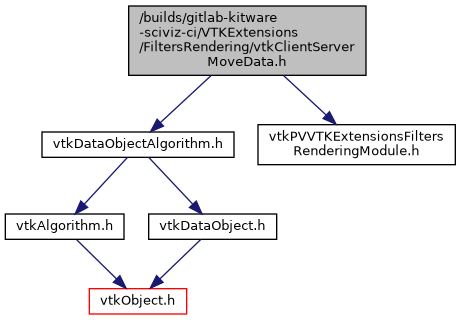 /builds/gitlab-kitware
-sciviz-ci/VTKExtensions
/FiltersRendering/vtkClientServer
MoveData.h
vtkDataObjectAlgorithm.h
vtkPVVTKExtensionsFilters
RenderingModule.h
vtkAlgorithm.h
vtkDataObject.h
vtkObject.h